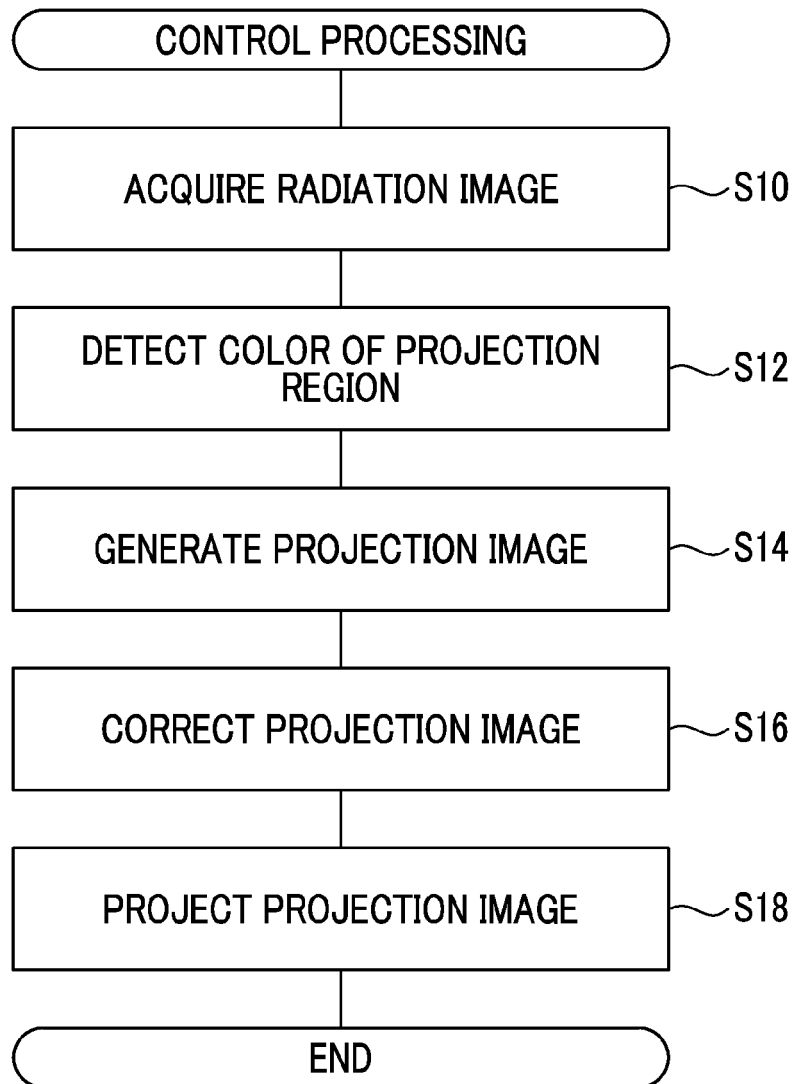 CONTROL PROCESSING
ACQUIRE RADIATION IMAGE
S10
DETECT COLOR OF PROJECTION
REGION
S12
GENERATE PROJECTION IMAGE
S14
CORRECT PROJECTION IMAGE
S16
PROJECT PROJECTION IMAGE
S18
END